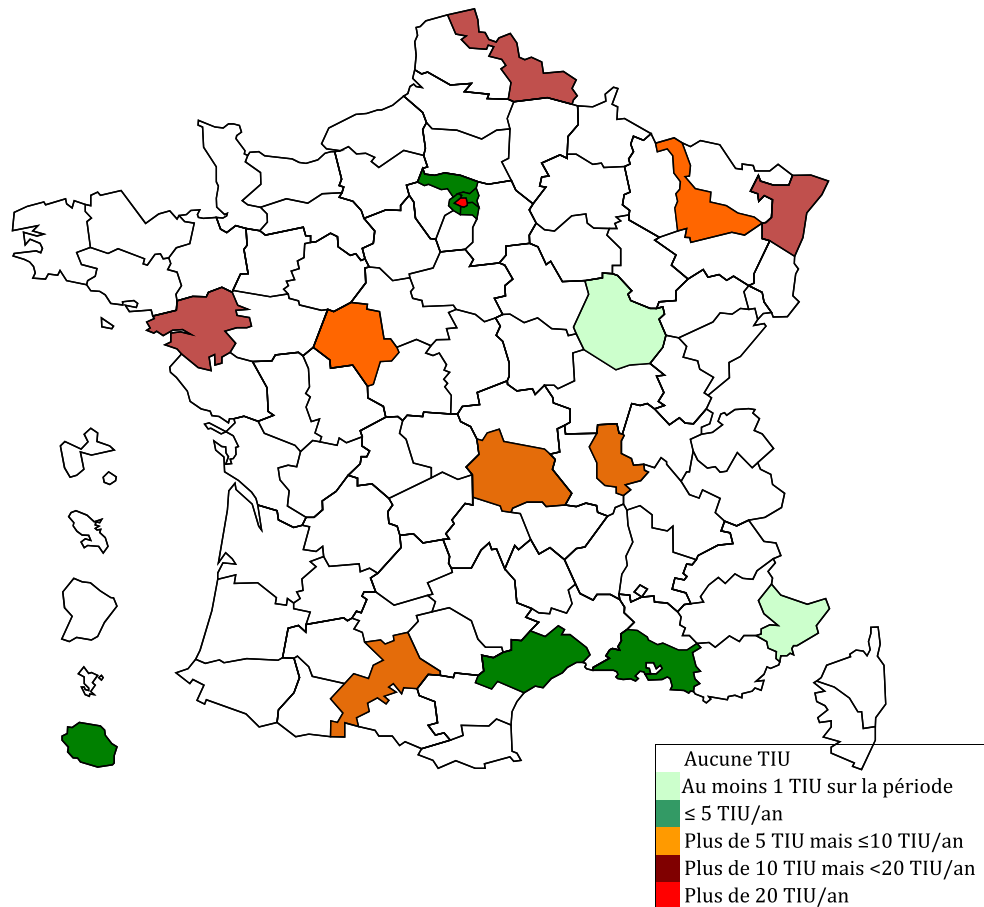 Aucune TIU
Au moins 1 TIU sur la période
≤ 5 TIU/an
Plus de 5 TIU mais ≤10 TIU/an
Plus de 10 TIU mais <20 TIU/an
Plus de 20 TIU/an